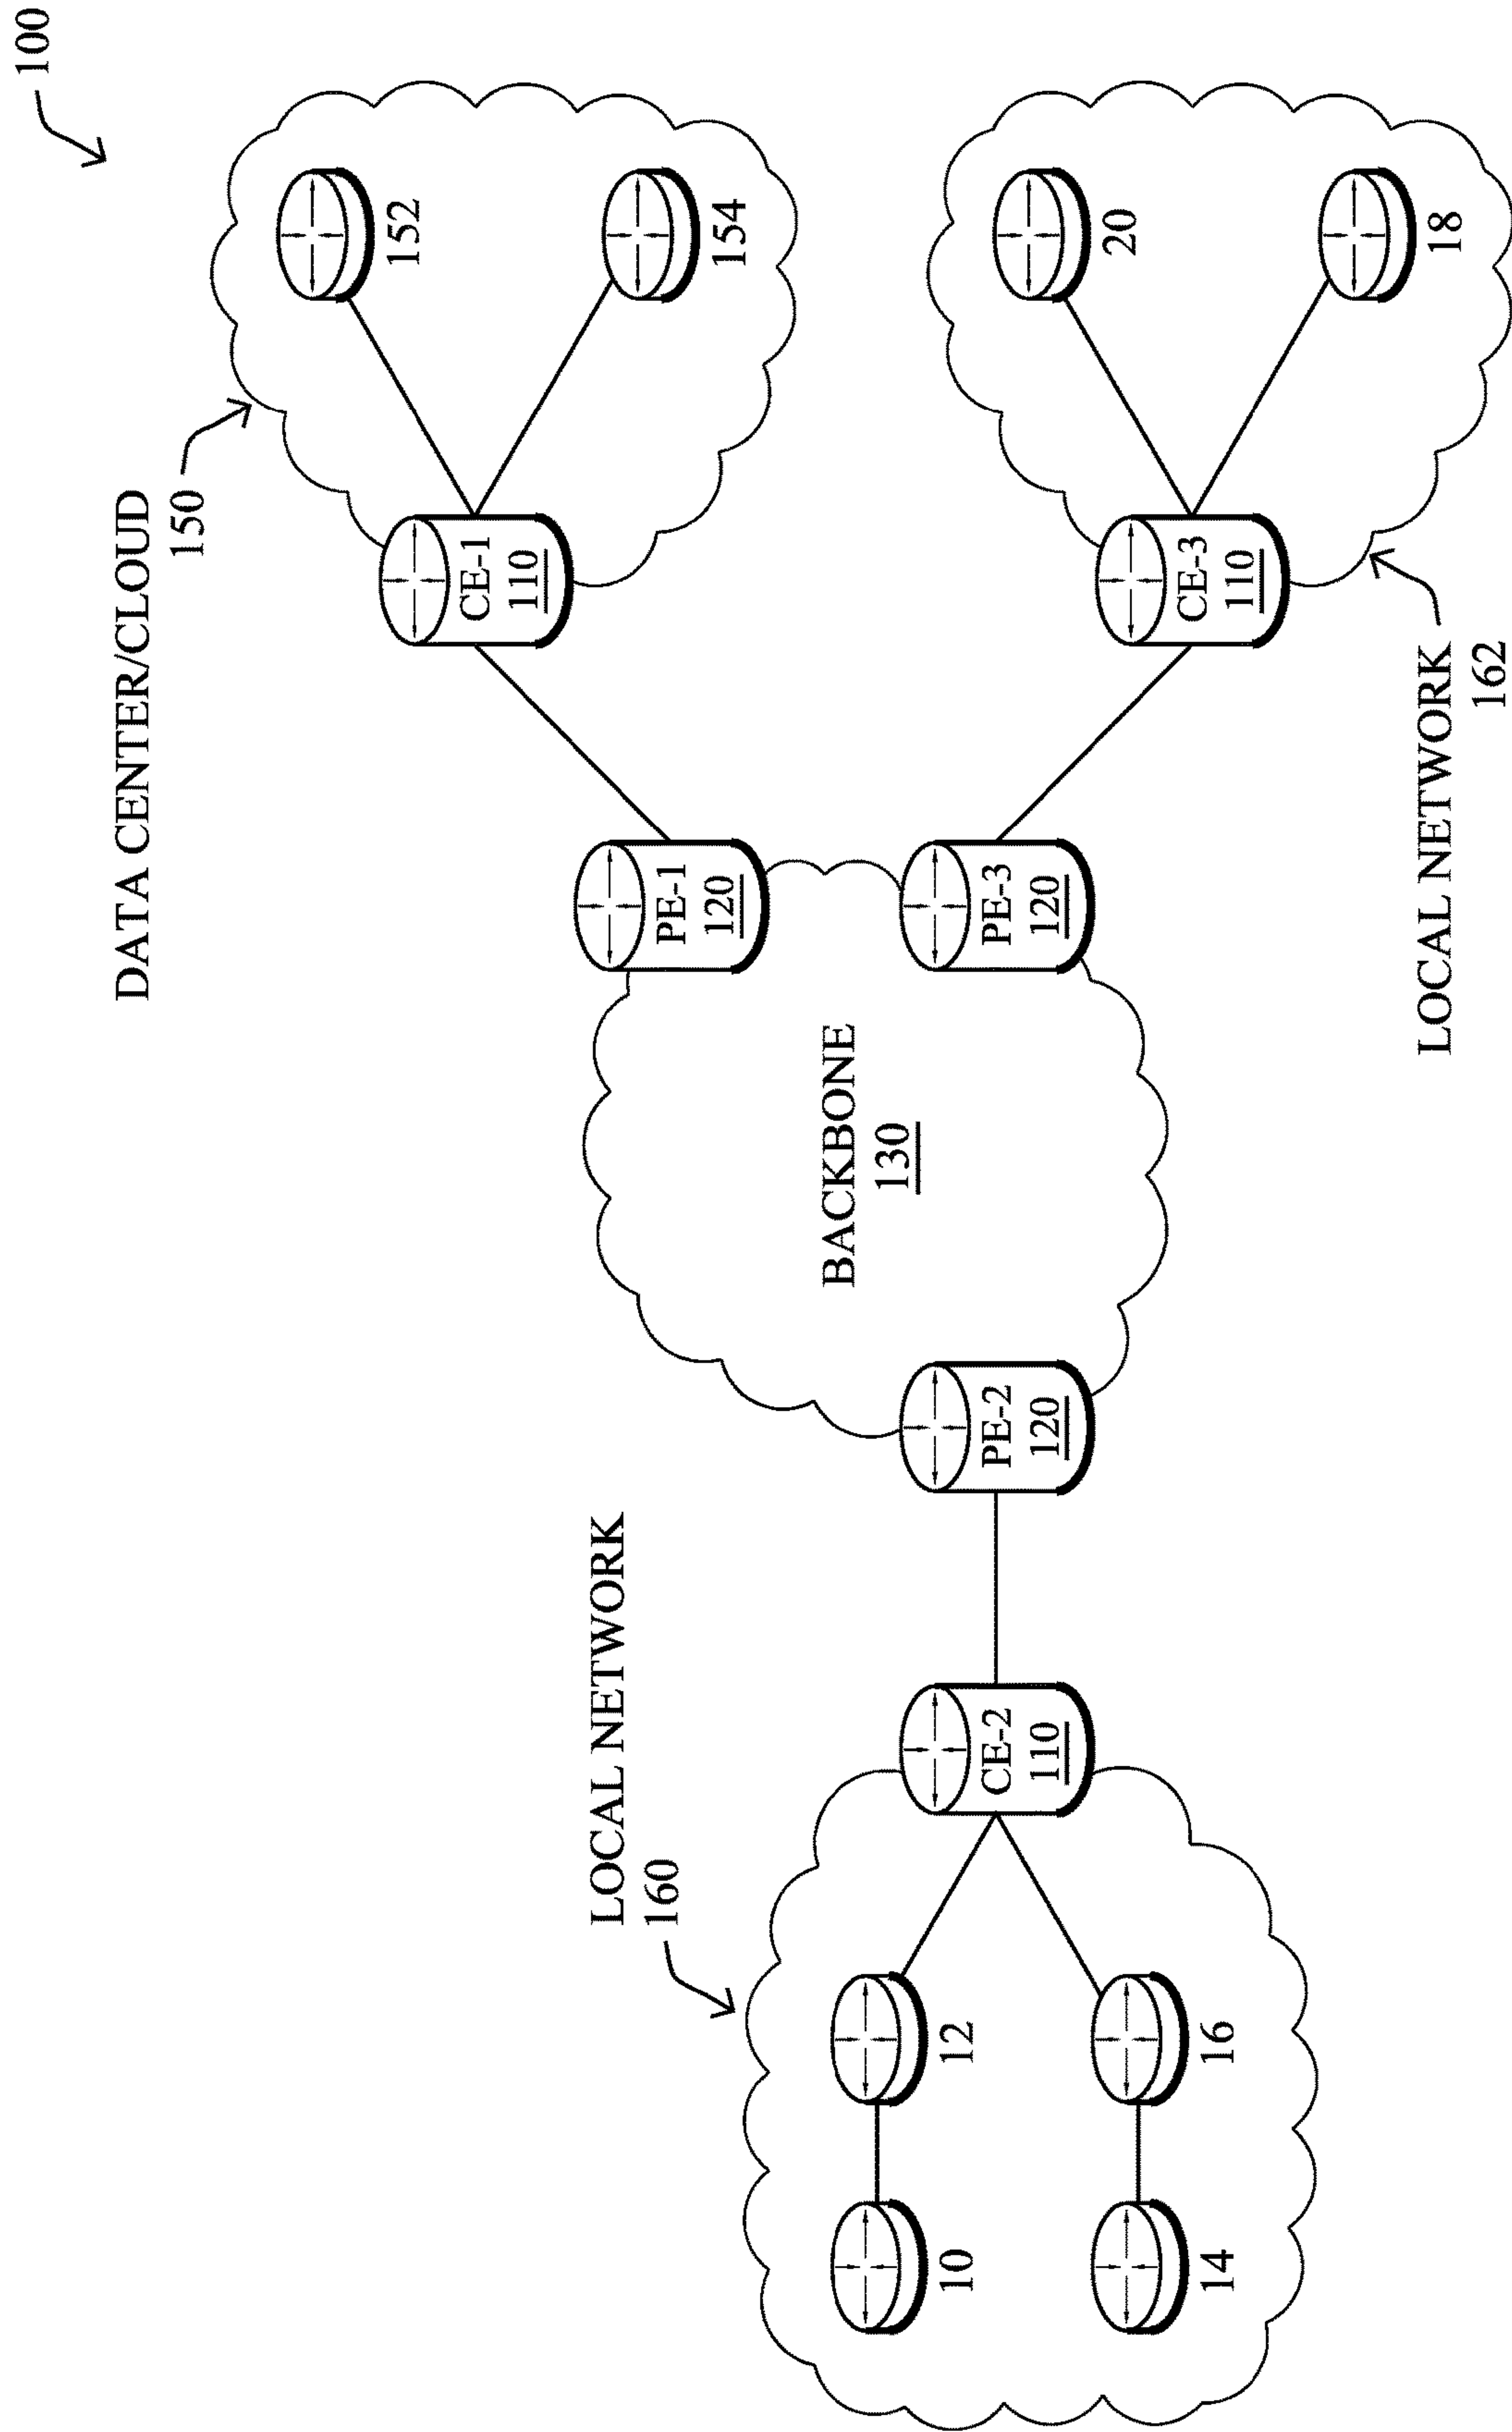 100
DATA CENTER/CLOUD
150
152
154
CE-1
110
PE-1
120
LOCAL NETWORK
160
BACKBONE
130
10
12
CE-2
110
PE-2
120
PE-3
120
14
16
CE-3
110
20
18
LOCAL NETWORK
162